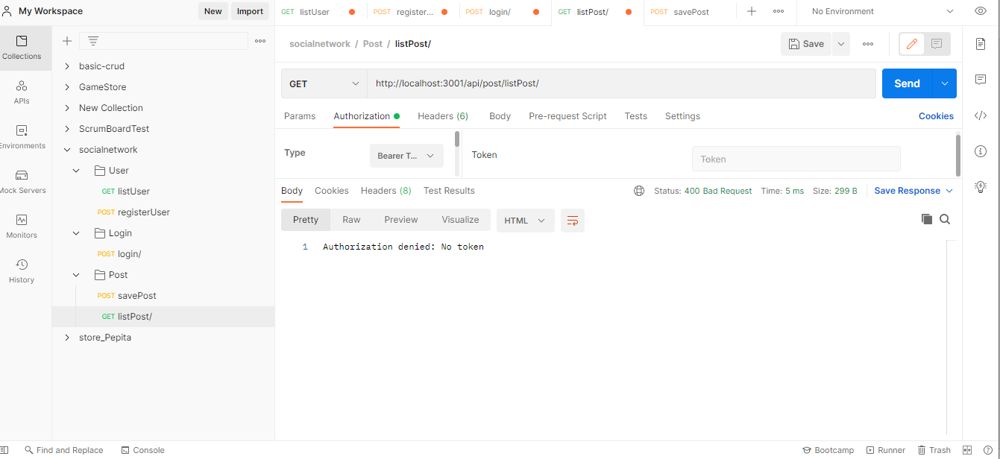 My Workspace
New
Import
GET listUser
POST register...
POST login/
GET listPost/
POST savePost
No Environment
Collections
APIs
Environments
Mock Servers
Monitors
History
basic-crud
GameStore
New Collection
ScrumBoardTest
socialnetwork
User
GET listUser
POST registerUser
Login
POST login/
Post
POST savePost
GET listPost/
store_Pepita
socialnetwork / Post / listPost/
Save
GET
http://localhost:3001/api/post/listPost/
Send
Params
Authorization
Headers (6)
Body
Pre-request Script
Tests
Settings
Cookies
Type
Bearer T...
Token
Token
Body
Cookies
Headers (8)
Test Results
Status: 400 Bad Request
Time: 5 ms
Size: 299 B
Save Response
Pretty
Raw
Preview
Visualize
HTML
1 Authorization denied: No token
Find and Replace
Console
Bootcamp
Runner
Trash